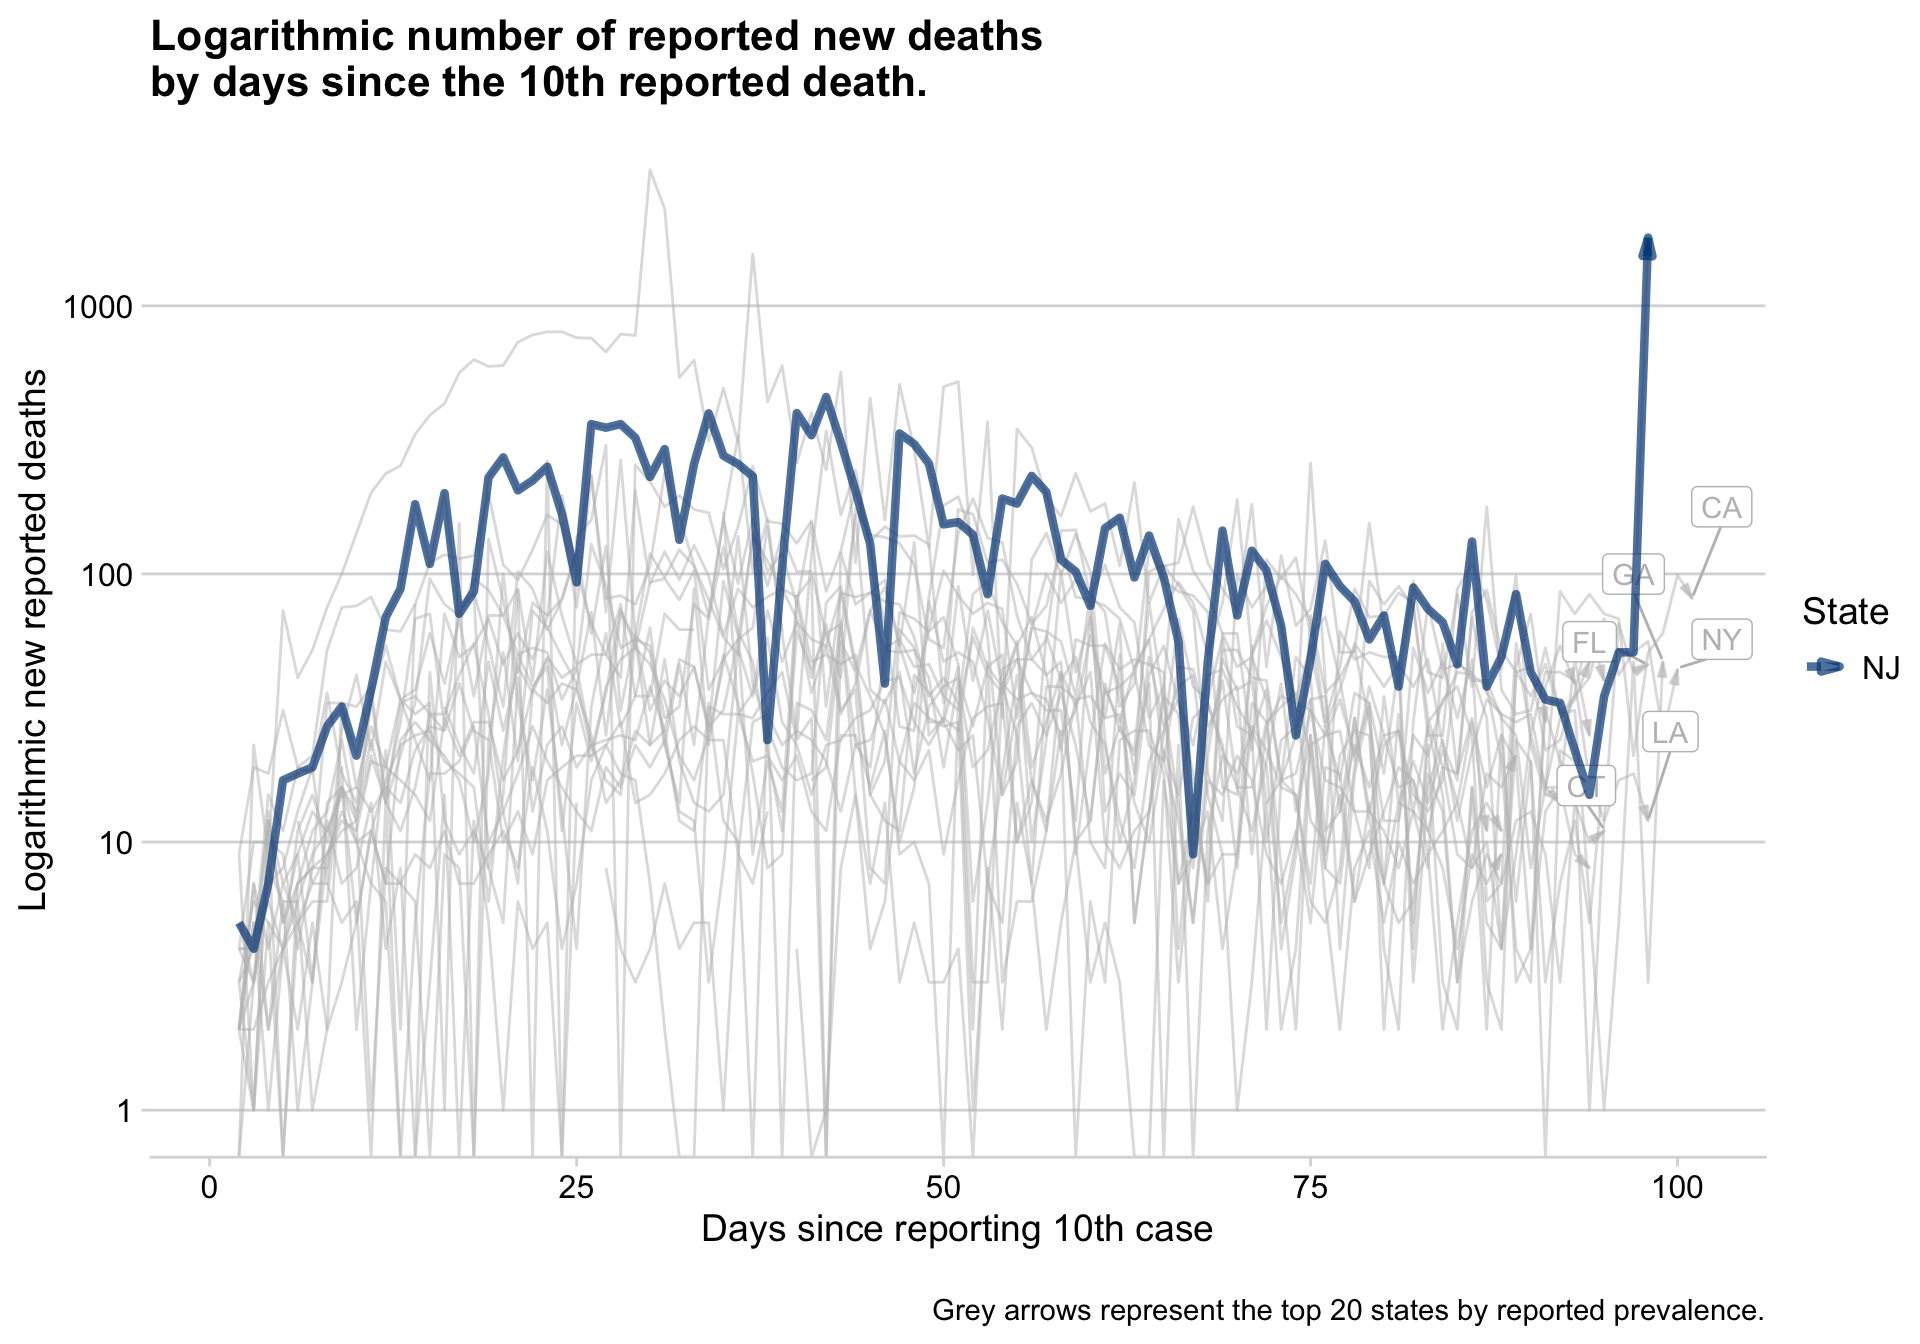 Logarithmic number of reported new deaths
by days since the 10th reported death.
Logarithmic new reported deaths
1000
100
10
1
CA
GA
FL
NY
LA
CT
State
NJ
0
25
50
75
100
Days since reporting 10th case
Grey arrows represent the top 20 states by reported prevalence.